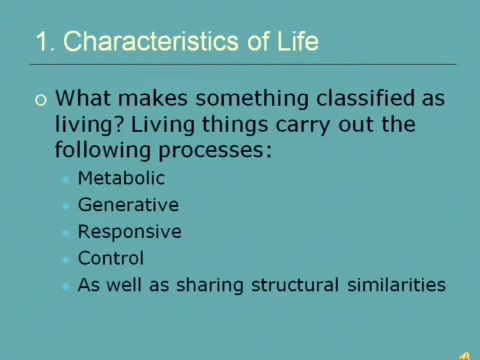 1. Characteristics of Life
What makes something classified as
living? Living things carry out the
following processes:
Metabolic
Generative
Responsive
Control
As well as sharing structural similarities